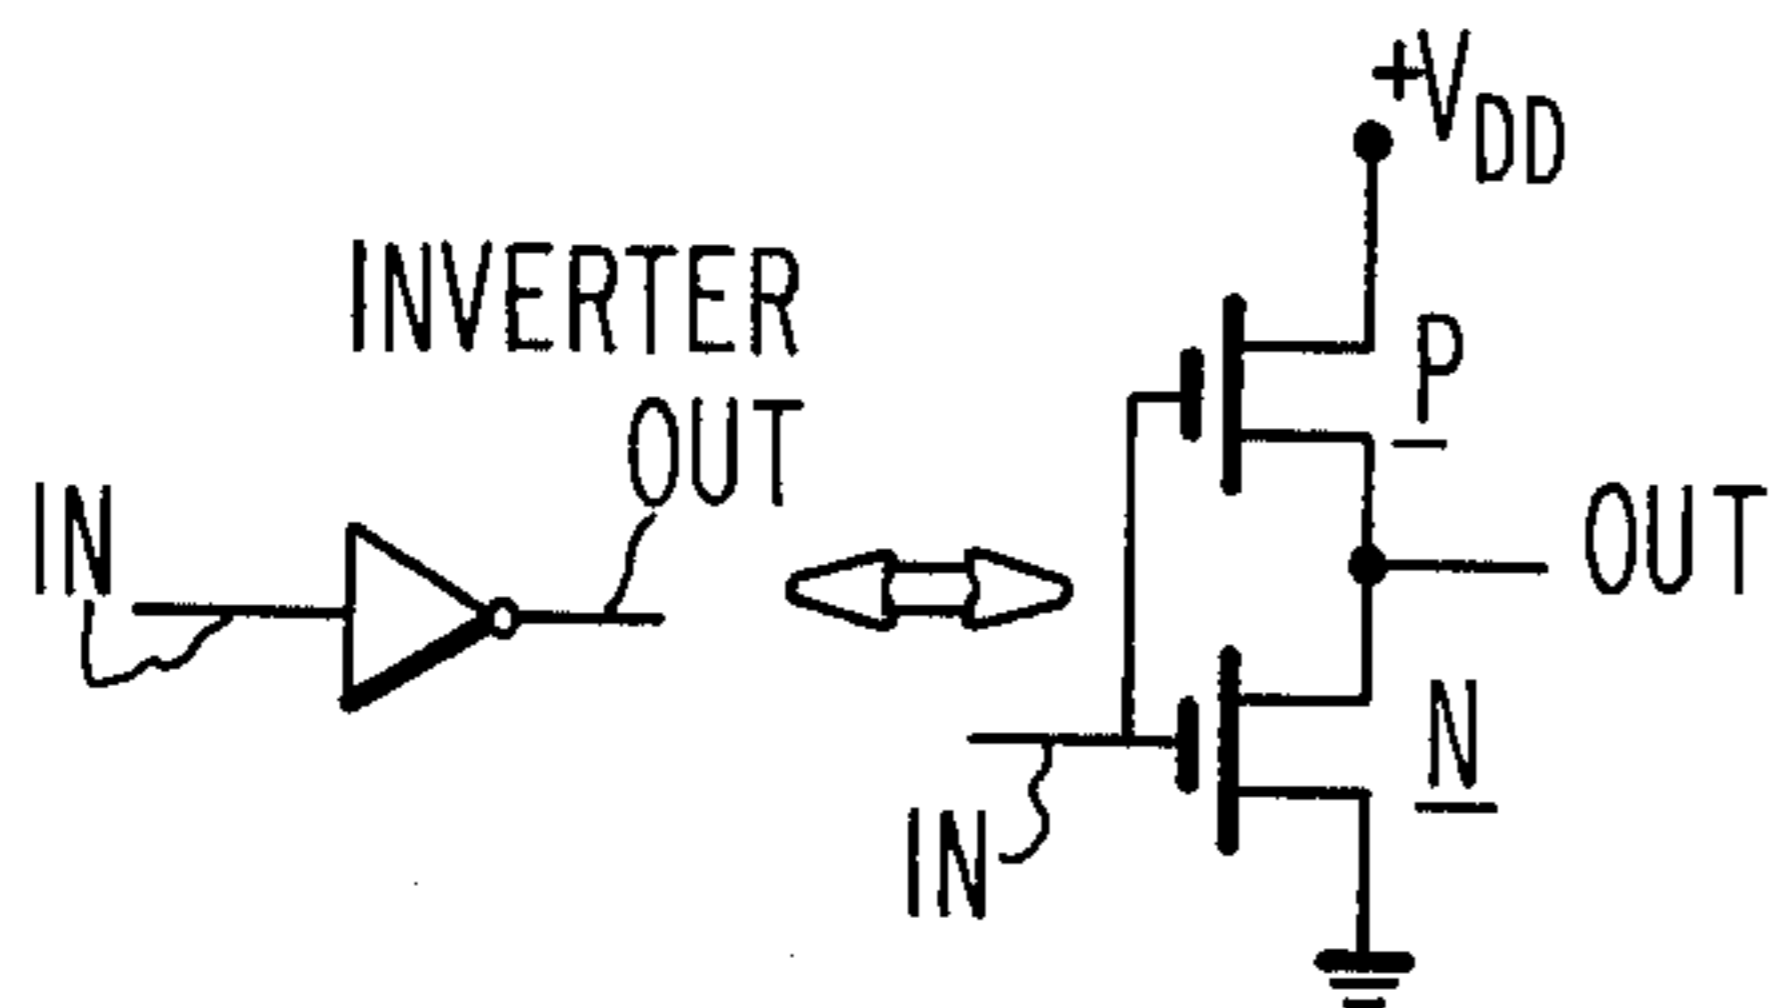 +VDD
INVERTER
P
OUT
IN
OUT
N
IN